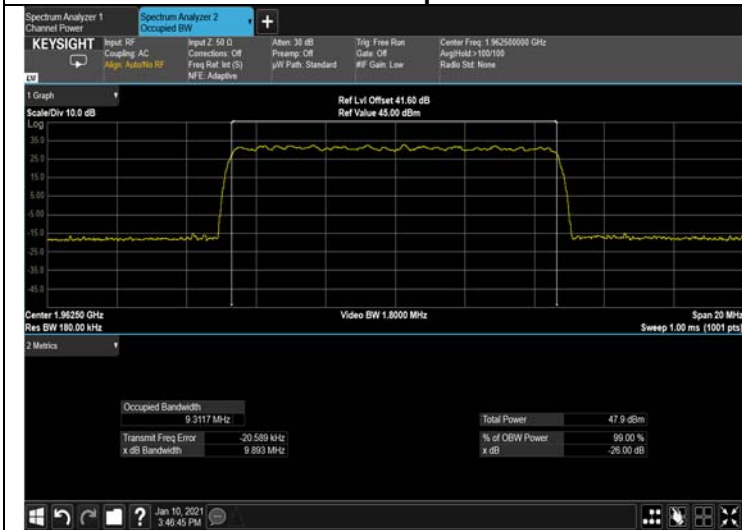 Spectrum Analyzer 1
Channel Power
Spectrum Analyzer 2
Occupied BW
KEYSIGHT
Input: RF
Coupling: AC
Align: Auto/No RF
Input Z: 50 Ω
Corrections: Off
Freq Ref: Int (S)
NFE: Adaptive
Atten: 30 dB
Preamp: Off
µW Path: Standard
Trig: Free Run
Gate: Off
#IF Gain: Low
Center Freq: 1.962500000 GHz
Avg|Hold:>100/100
Radio Std: None
LXI
1 Graph
Scale/Div 10.0 dB
Ref Lvl Offset 41.60 dB
Ref Value 45.00 dBm
Log
35.0
25.0
15.0
5.00
-5.00
-15.0
-25.0
-35.0
-45.0
Center 1.96250 GHz
Res BW 180.00 kHz
Video BW 1.8000 MHz
Span 20 MHz
Sweep 1.00 ms (1001 pts)
2 Metrics
Occupied Bandwidth
9.3117 MHz
Transmit Freq Error -20.589 kHz
x dB Bandwidth 9.893 MHz
Total Power 47.9 dBm
% of OBW Power 99.00 %
x dB -26.00 dB
Jan 10, 2021
3:46:45 PM